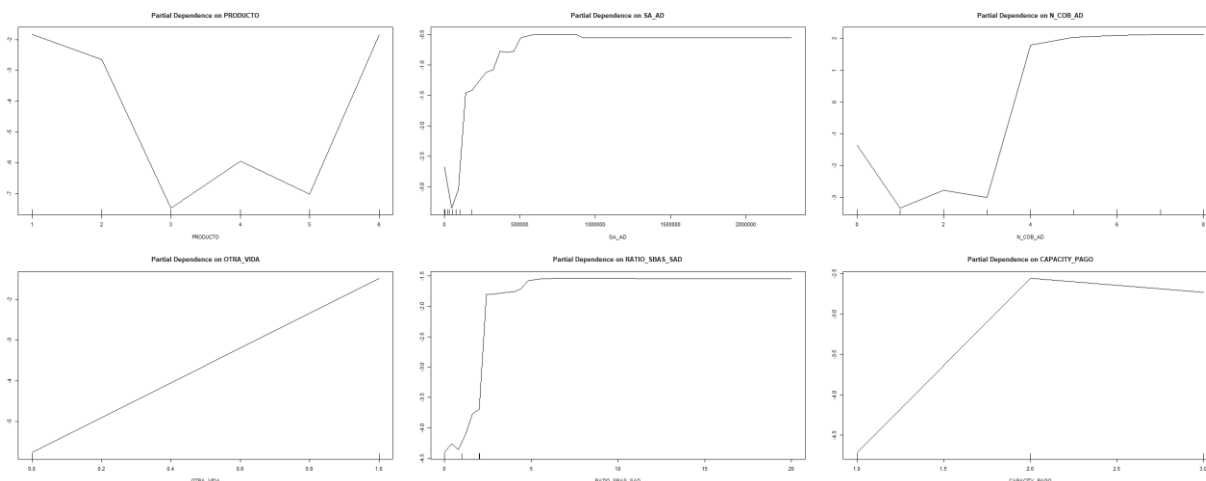 Partial Dependence on PRODUCTO
-2
-3
-4
-5
-6
-7
1 2 3 4 5 6
PRODUCTO
Partial Dependence on SA_AD
-0.5
-1.0
-1.5
-2.0
-2.5
-3.0
0 500000 1000000 1500000 2000000
SA_AD
Partial Dependence on N_COB_AD
2
1
0
-1
-2
-3
0 2 4 6 8
N_COB_AD
Partial Dependence on OTRA_VIDA
-2
-3
-4
-5
0.0 0.2 0.4 0.6 0.8 1.0
OTRA_VIDA
Partial Dependence on RATIO_SBAS_SAD
-1.5
-2.0
-2.5
-3.0
-3.5
-4.0
-4.5
0 5 10 15 20
RATIO_SBAS_SAD
Partial Dependence on CAPACITY_PAGO
-3.0
-3.5
-4.0
-4.5
1.0 1.5 2.0 2.5 3.0
CAPACITY_PAGO